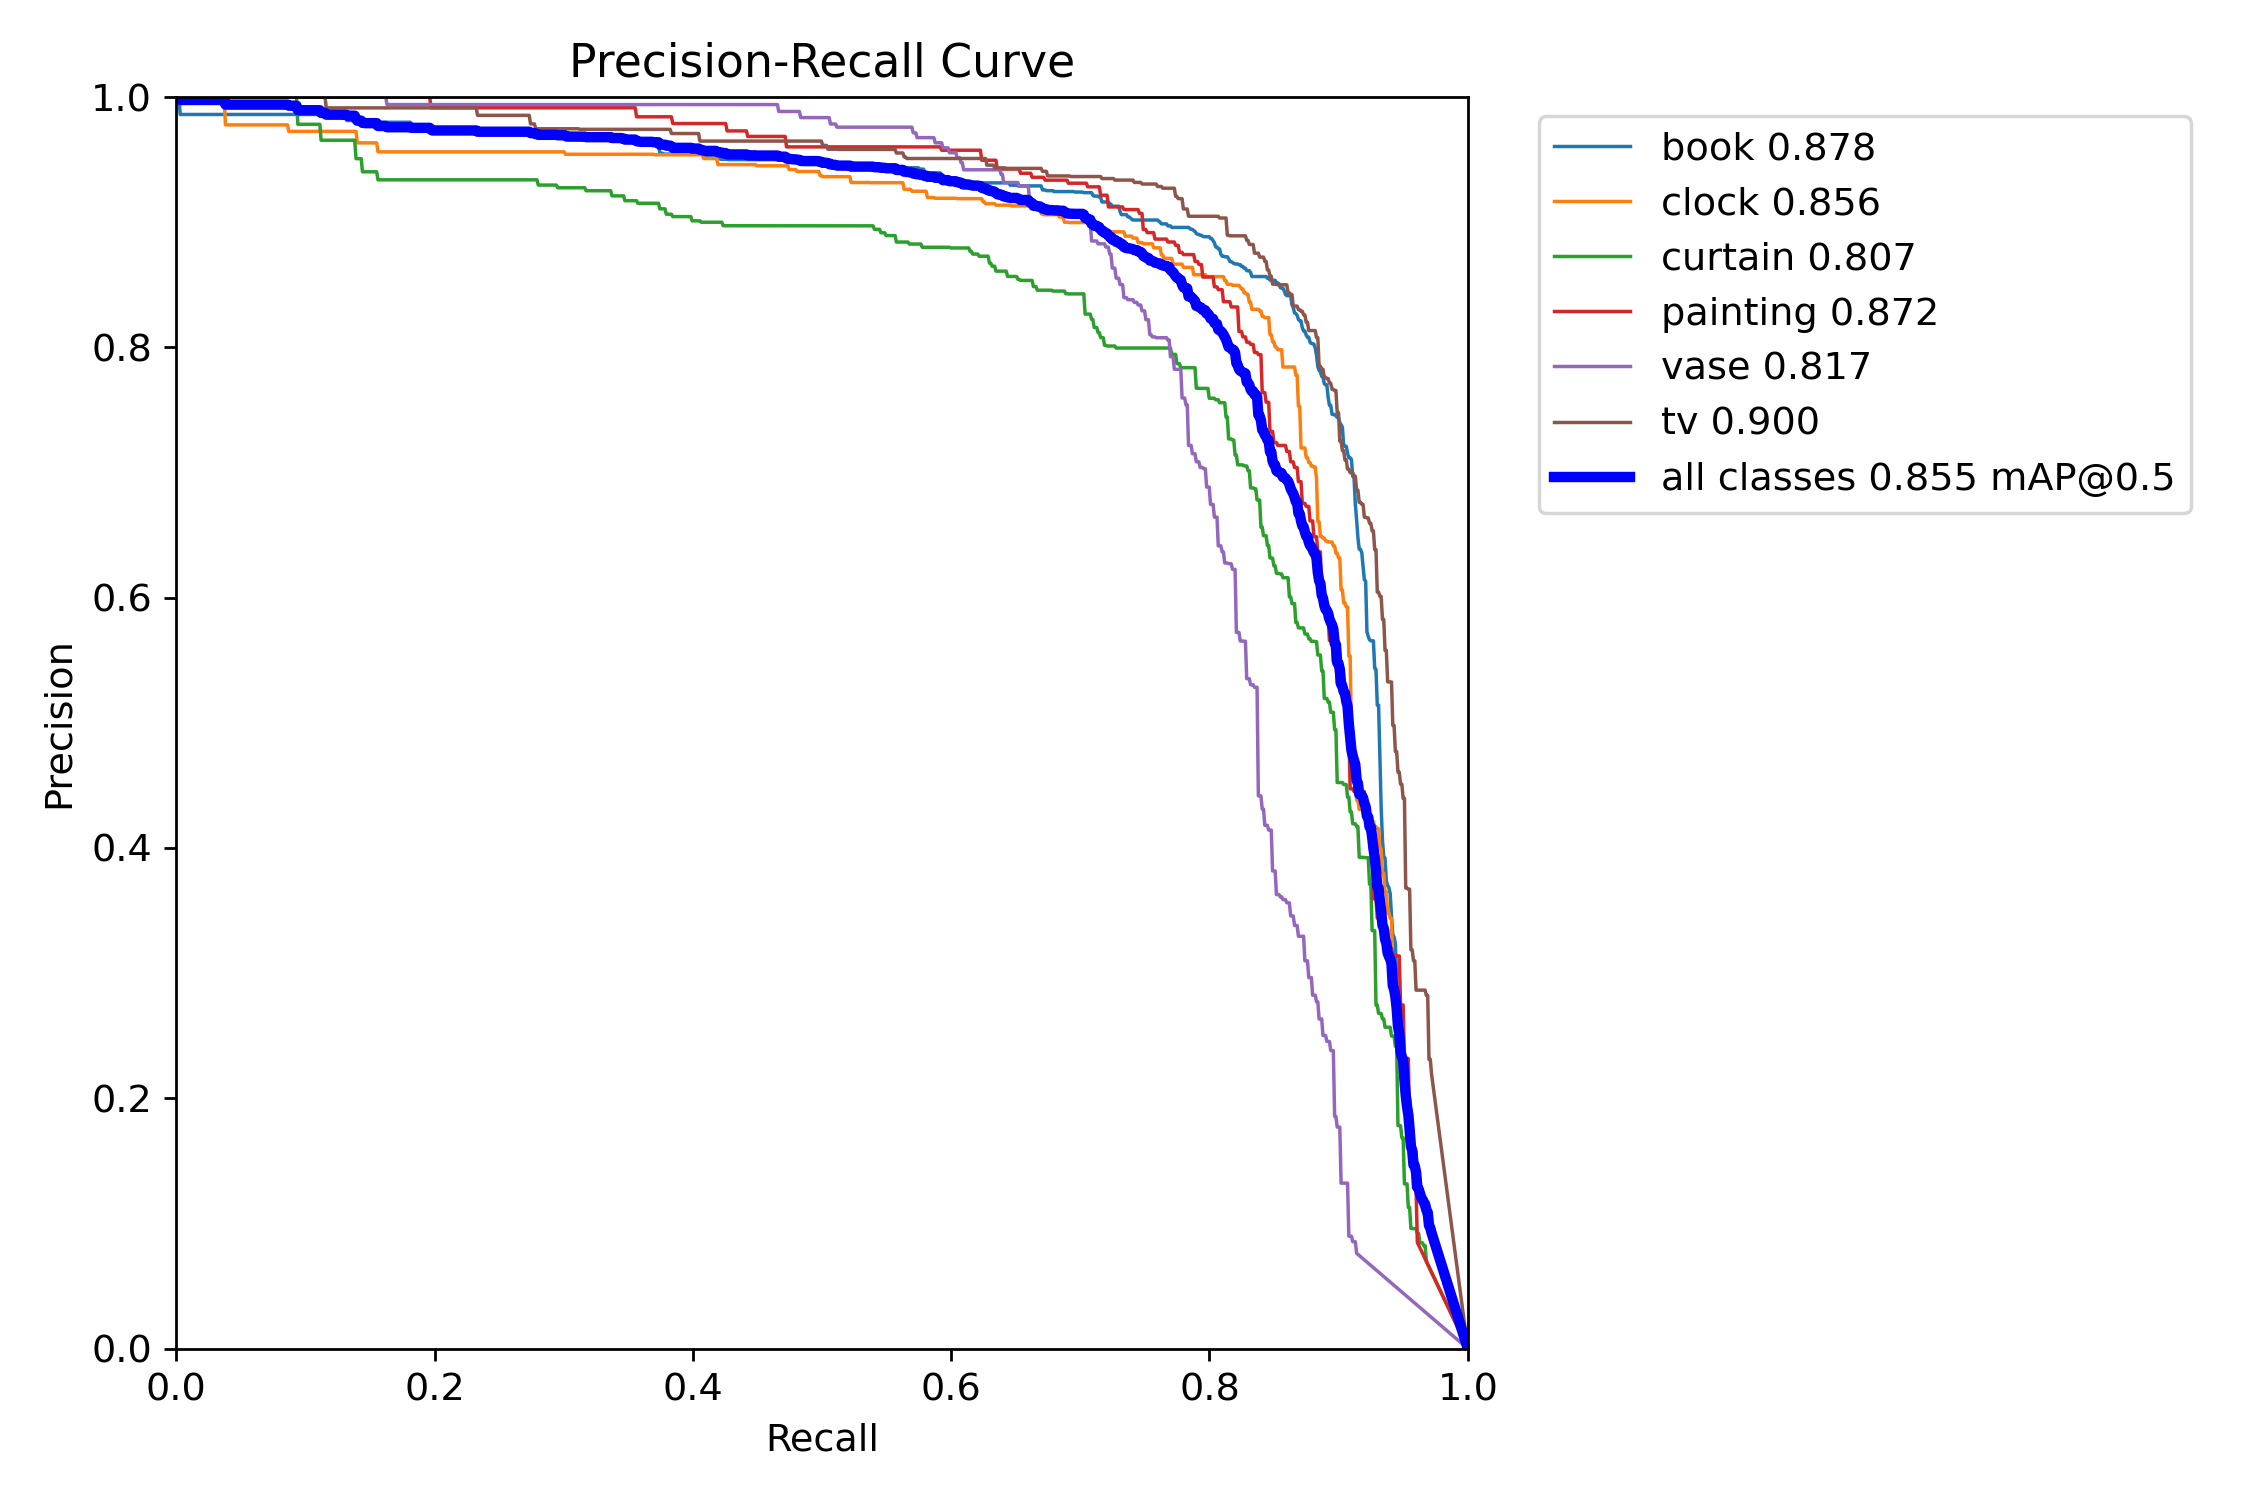 Precision-Recall Curve
1.0
0.8
0.6
0.4
0.2
0.0
Precision
0.0 0.2 0.4 0.6 0.8 1.0
Recall
book 0.878
clock 0.856
curtain 0.807
painting 0.872
vase 0.817
tv 0.900
all classes 0.855 mAP@0.5